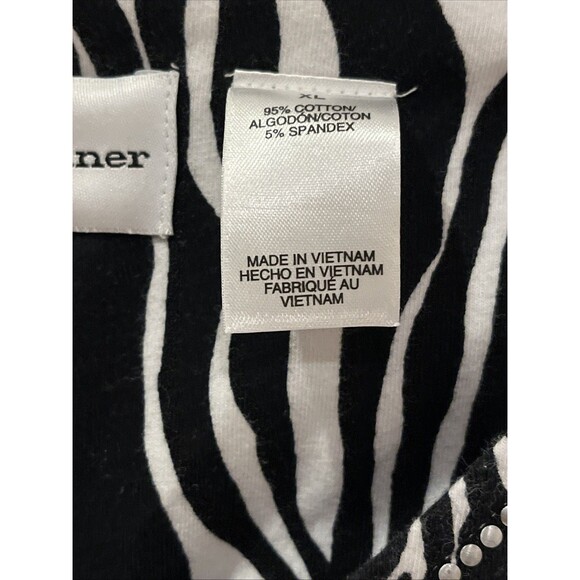 ner
XL
95% COTTON/
ALGODÓN/COTON
5% SPANDEX
MADE IN VIETNAM
HECHO EN VIETNAM
FABRIQUÉ AU
VIETNAM